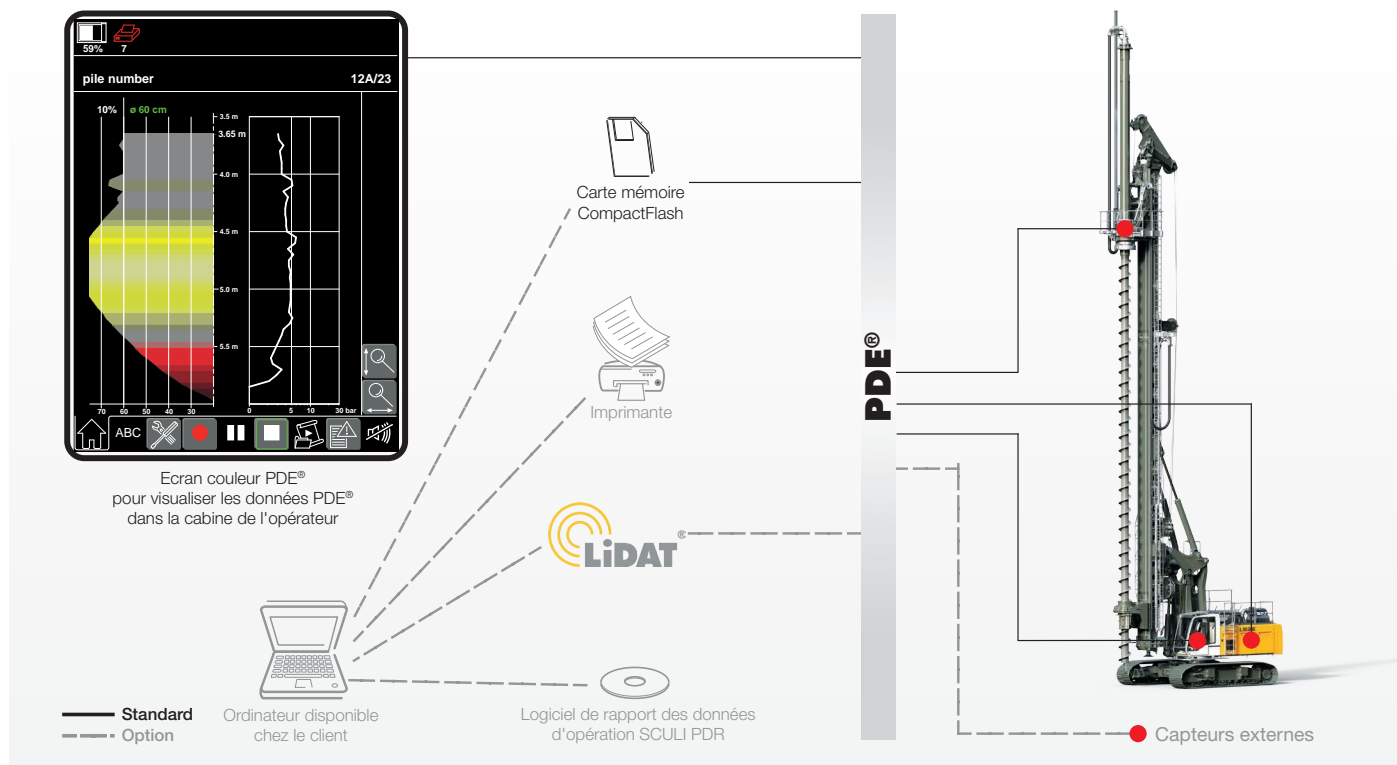 59%
7
pile number
12A/23
10%
ø 60 cm
3.5 m
3.65 m
4.0 m
4.5 m
5.0 m
5.5 m
70 60 50 40 30
0 5 10 30 bar
ABC
Ecran couleur PDE®
pour visualiser les données PDE®
dans la cabine de l'opérateur
Carte mémoire
CompactFlash
Imprimante
LiDAT®
Ordinateur disponible
chez le client
Logiciel de rapport des données
d'opération SCULI PDR
Standard
Option
PDE®
Capteurs externes